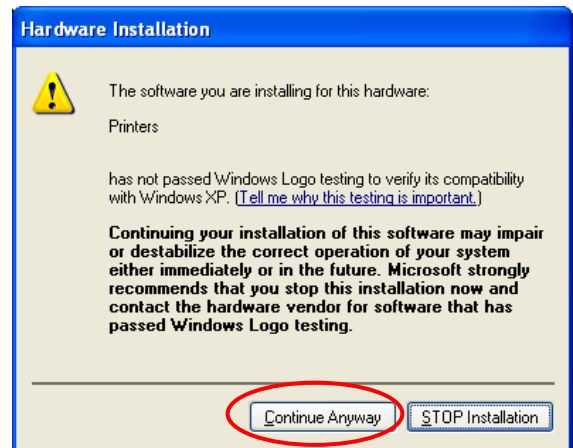 Hardware Installation
The software you are installing for this hardware:
Printers
has not passed Windows Logo testing to verify its compatibility
with Windows XP. (Tell me why this testing is important.)
Continuing your installation of this software may impair
or destabilize the correct operation of your system
either immediately or in the future. Microsoft strongly
recommends that you stop this installation now and
contact the hardware vendor for software that has
passed Windows Logo testing.
Continue Anyway STOP Installation